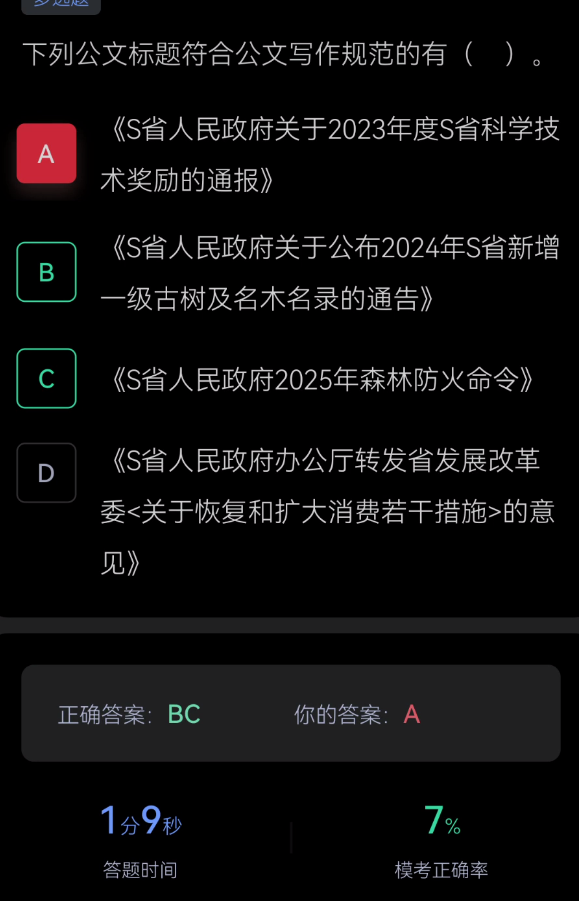 多选题
下列公文标题符合公文写作规范的有（　）。
A
《S省人民政府关于2023年度S省科学技
术奖励的通报》
B
《S省人民政府关于公布2024年S省新增
一级古树及名木名录的通告》
C
《S省人民政府2025年森林防火命令》
D
《S省人民政府办公厅转发省发展改革
委<关于恢复和扩大消费若干措施>的意
见》
正确答案：BC 你的答案：A
1分9秒 7%
答题时间 模考正确率